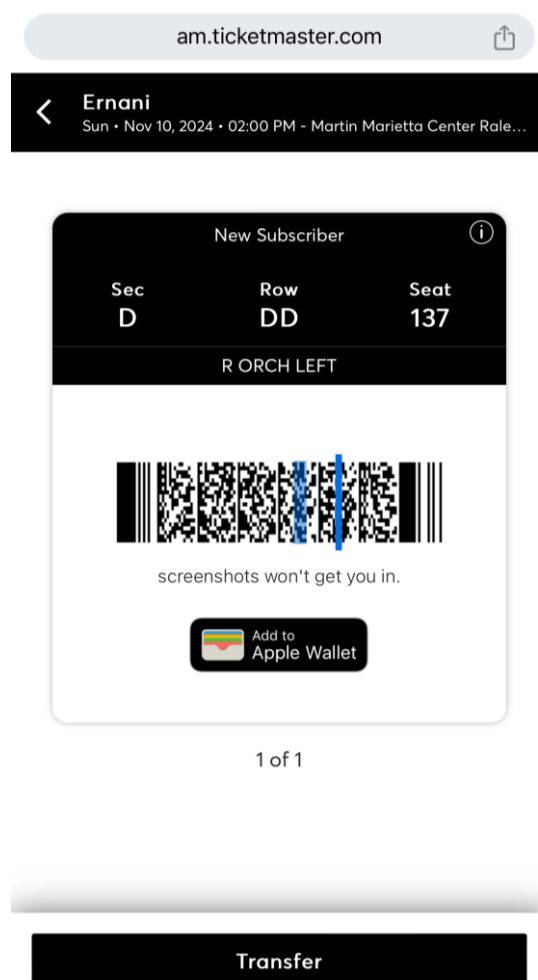 am.ticketmaster.com
Ernani
Sun • Nov 10, 2024 • 02:00 PM - Martin Marietta Center Rale...
New Subscriber
Sec Row Seat
D DD 137
R ORCH LEFT
screenshots won't get you in.
Add to
Apple Wallet
1 of 1
Transfer